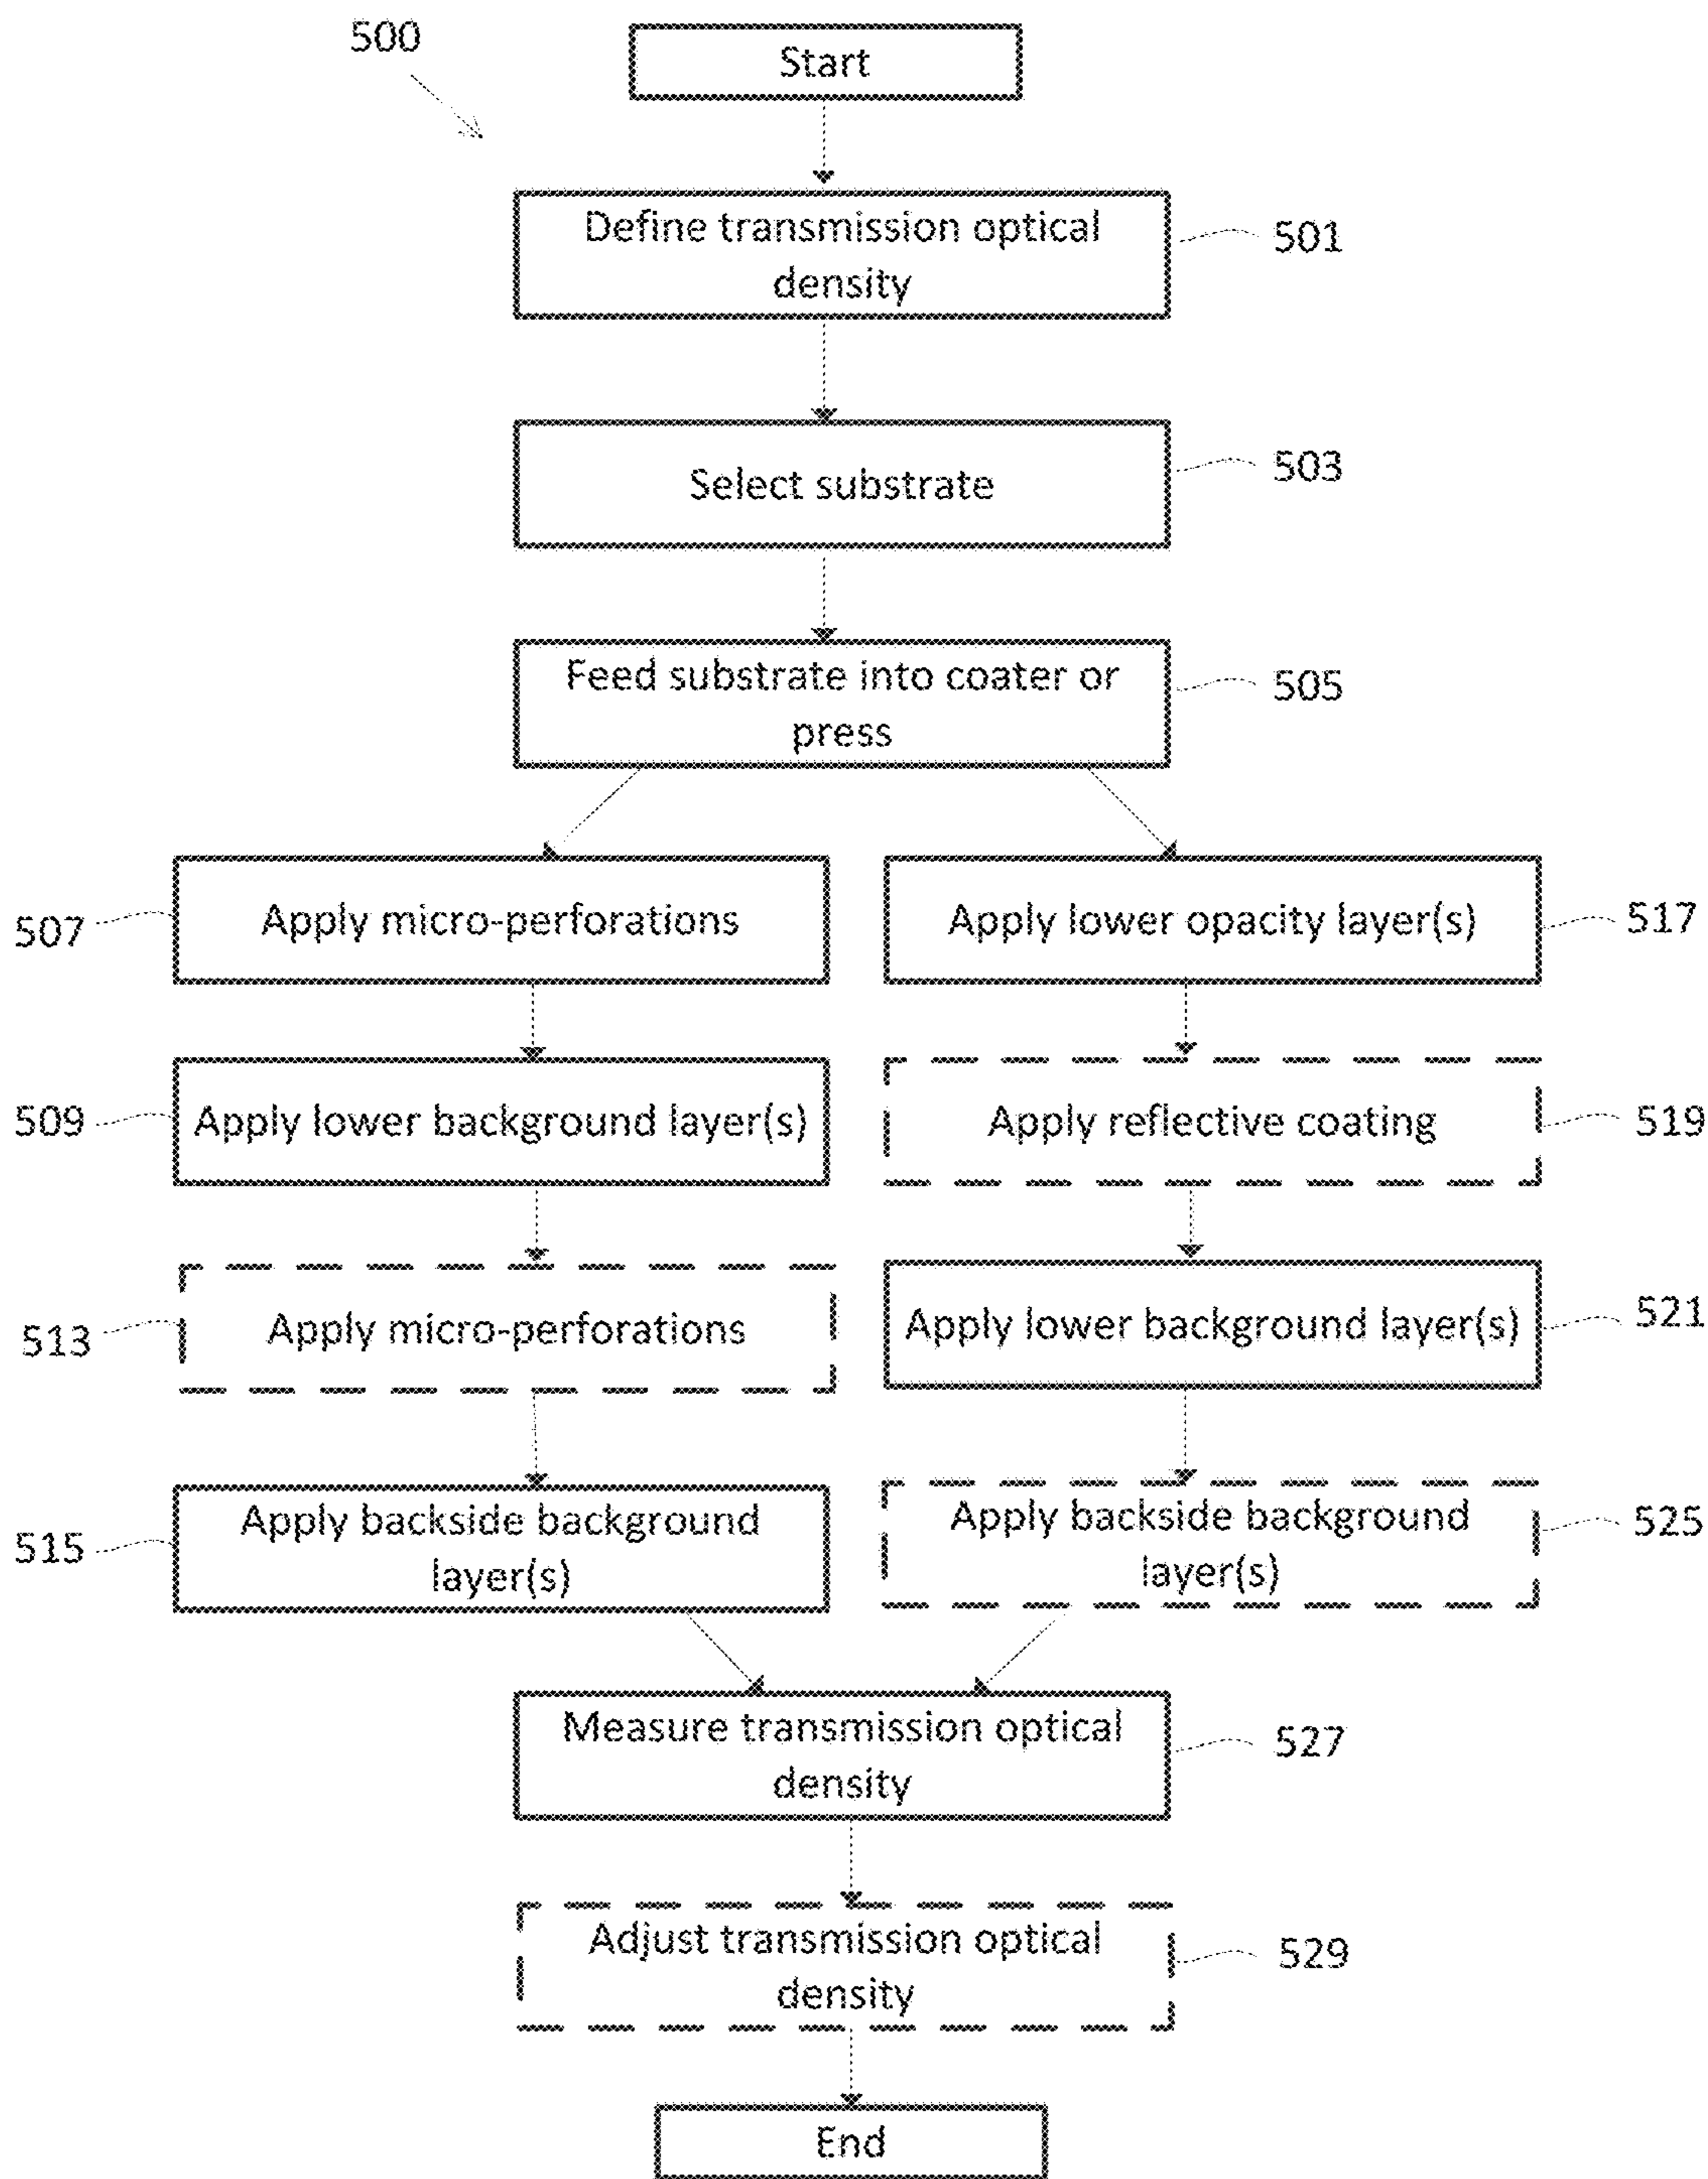 500
Start
Define transmission optical
density
501
Select substrate
503
Feed substrate into coater or
press
505
507
Apply micro-perforations
Apply lower opacity layer(s)
517
509
Apply lower background layer(s)
Apply reflective coating
519
513
Apply micro-perforations
Apply lower background layer(s)
521
515
Apply backside background
layer(s)
Apply backside background
layer(s)
525
Measure transmission optical
density
527
Adjust transmission optical
density
529
End